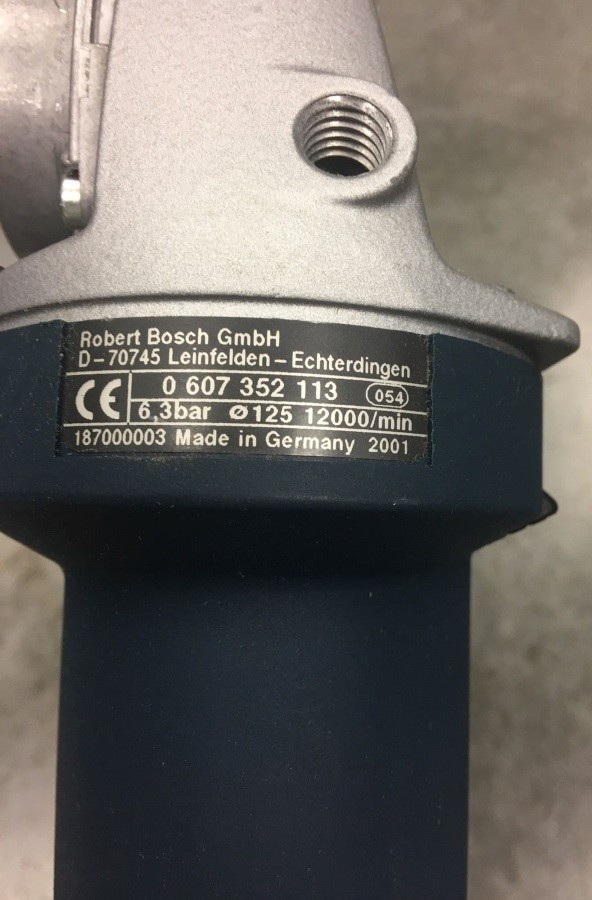 Robert Bosch GmbH
D-70745 Leinfelden-Echterdingen
CE 0 607 352 113 054
6,3bar ø125 12000/min
187000003 Made in Germany 2001